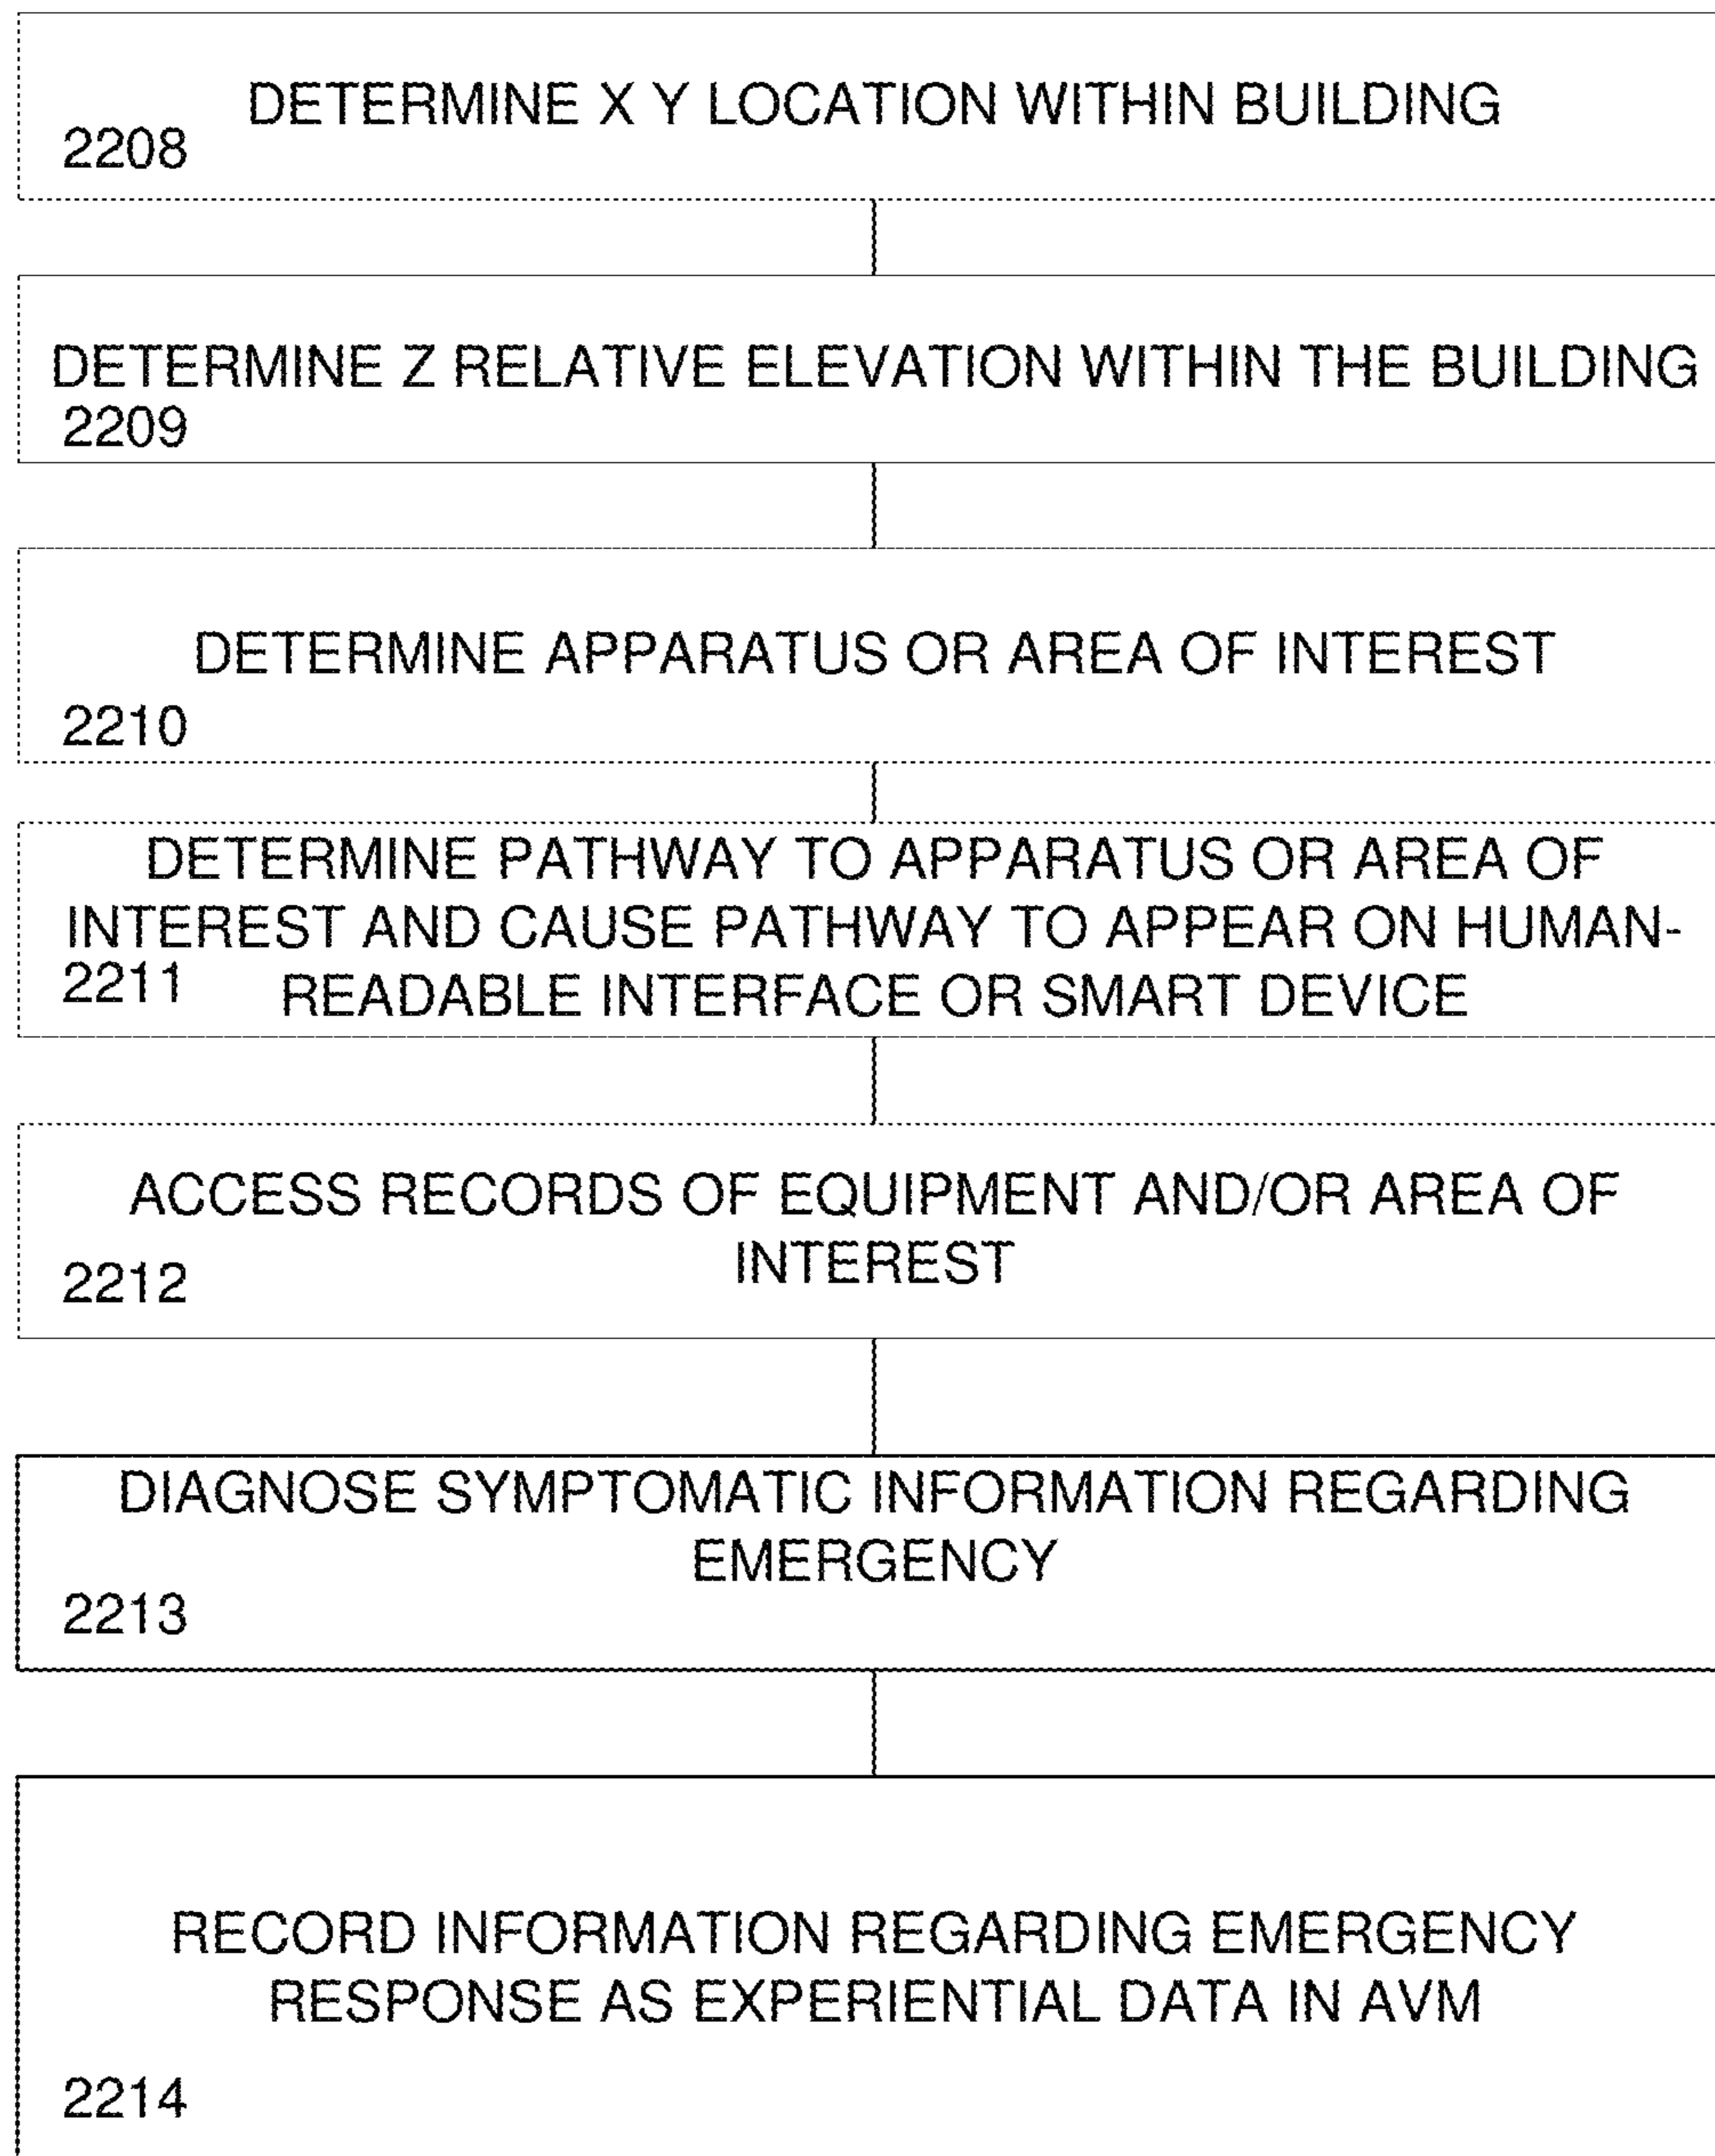 DETERMINE X Y LOCATION WITHIN BUILDING
2208
DETERMINE Z RELATIVE ELEVATION WITHIN THE BUILDING
2209
DETERMINE APPARATUS OR AREA OF INTEREST
2210
DETERMINE PATHWAY TO APPARATUS OR AREA OF
INTEREST AND CAUSE PATHWAY TO APPEAR ON HUMAN-
2211
READABLE INTERFACE OR SMART DEVICE
ACCESS RECORDS OF EQUIPMENT AND/OR AREA OF
INTEREST
2212
DIAGNOSE SYMPTOMATIC INFORMATION REGARDING
EMERGENCY
2213
RECORD INFORMATION REGARDING EMERGENCY
RESPONSE AS EXPERIENTIAL DATA IN AVM
2214